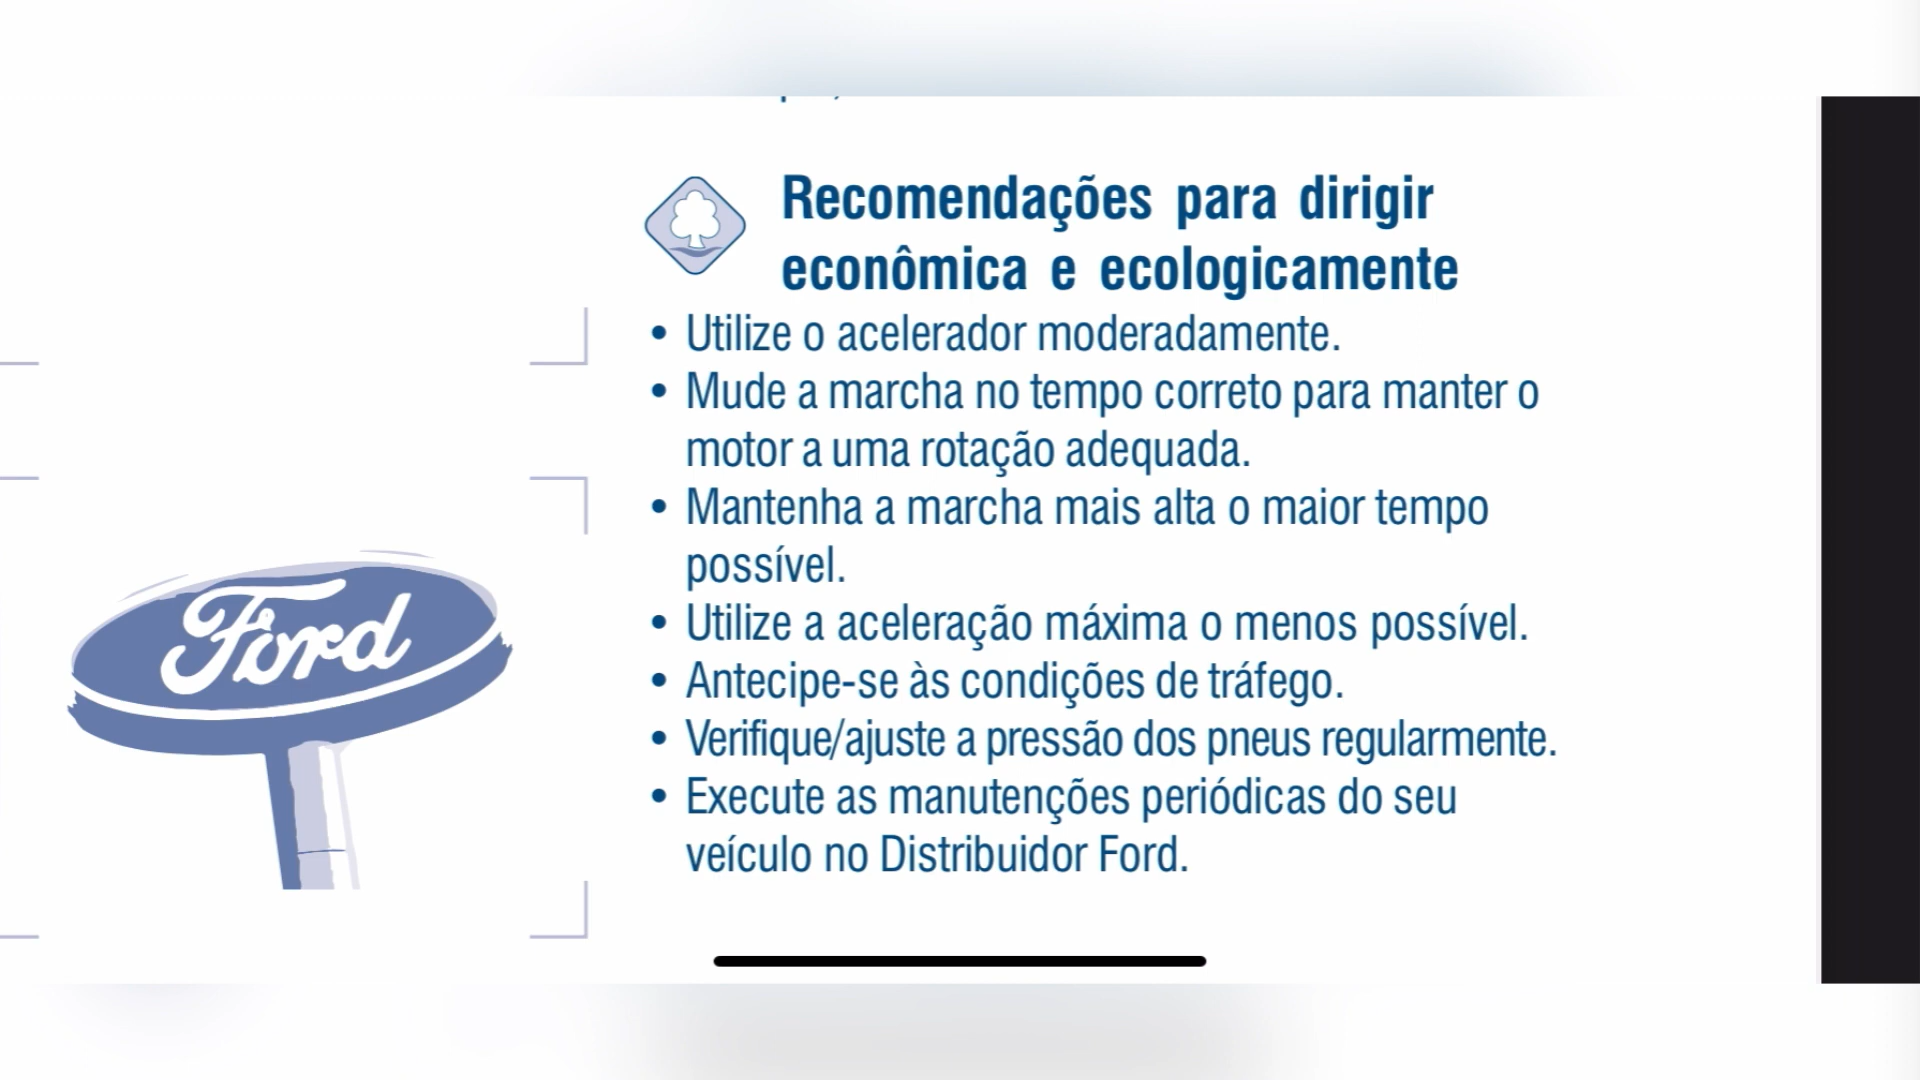 Recomendações para dirigir
econômica e ecologicamente
• Utilize o acelerador moderadamente.
• Mude a marcha no tempo correto para manter o
motor a uma rotação adequada.
• Mantenha a marcha mais alta o maior tempo
possível.
• Utilize a aceleração máxima o menos possível.
• Antecipe-se às condições de tráfego.
• Verifique/ajuste a pressão dos pneus regularmente.
• Execute as manutenções periódicas do seu
veículo no Distribuidor Ford.
Ford